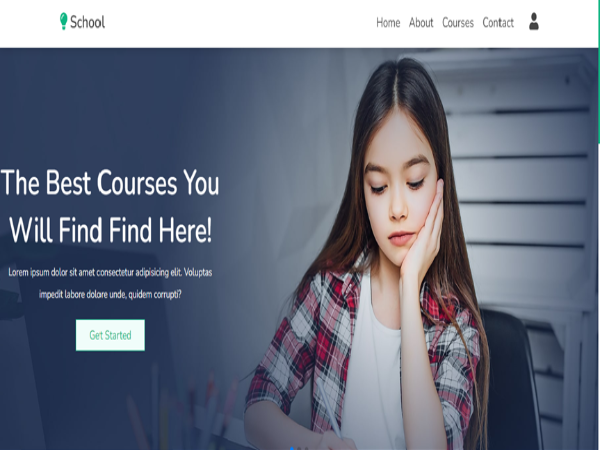 School
Home About Courses Contact
The Best Courses You
Will Find Find Here!
Lorem ipsum dolor sit amet consectetur adipisicing elit. Voluptas
impedit labore dolore unde, quidem corrupti?
Get Started